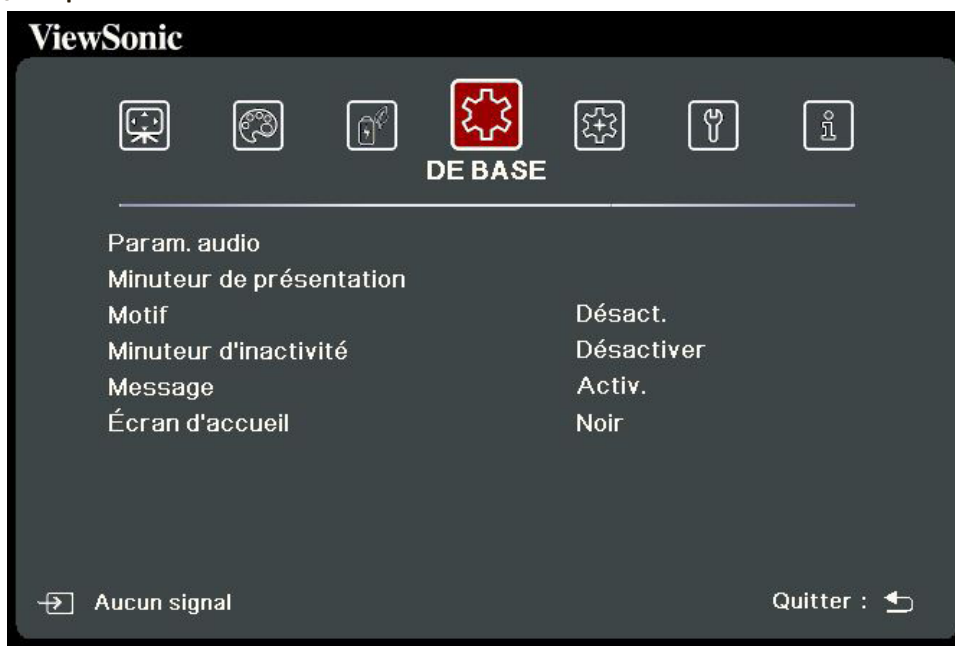 ViewSonic
DE BASE
Param. audio
Minuteur de présentation
Motif Désact.
Minuteur d'inactivité Désactiver
Message Activ.
Écran d'accueil Noir
Aucun signal Quitter :